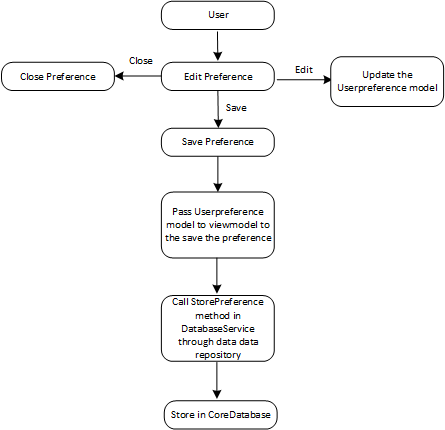 User
Close
Edit
Close Preference
Edit Preference
Update the
Userpreference model
Save
Save Preference
Pass Userpreference
model to viewmodel to
the save the preference
Call StorePreference
method in
DatabaseService
through data data
repository
Store in CoreDatabase